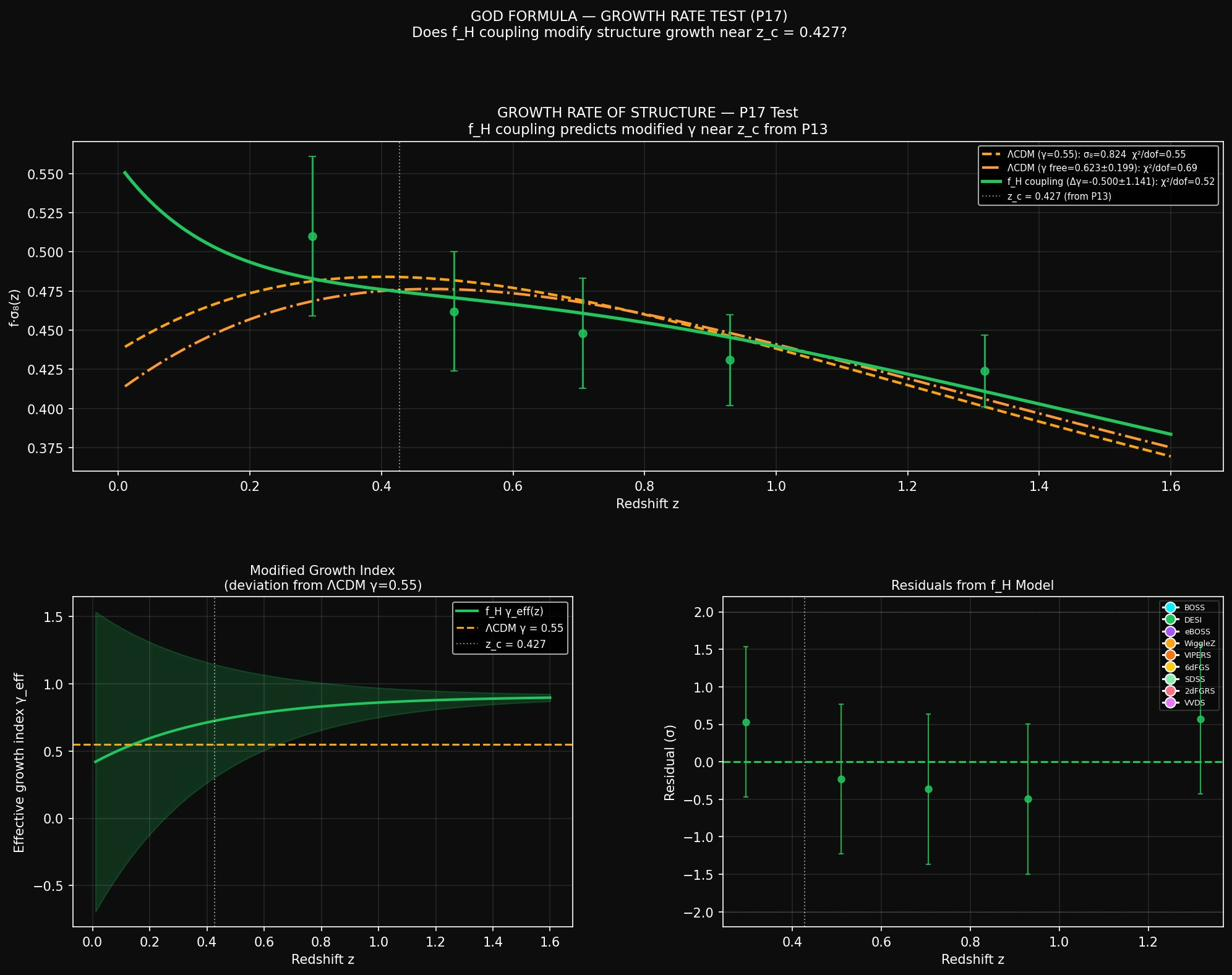 GOD FORMULA — GROWTH RATE TEST (P17)
Does f_H coupling modify structure growth near z_c = 0.427?
GROWTH RATE OF STRUCTURE — P17 Test
f_H coupling predicts modified γ near z_c from P13
ΛCDM (γ=0.55): σ₈=0.824  χ²/dof=0.55
ΛCDM (γ free=0.623±0.199): χ²/dof=0.69
f_H coupling (Δγ=-0.500±1.141): χ²/dof=0.52
z_c = 0.427 (from P13)
f·σ₈(z)
0.550
0.525
0.500
0.475
0.450
0.425
0.400
0.375
0.0 0.2 0.4 0.6 0.8 1.0 1.2 1.4 1.6
Redshift z
Modified Growth Index
(deviation from ΛCDM γ=0.55)
f_H γ_eff(z)
ΛCDM γ = 0.55
z_c = 0.427
Effective growth index γ_eff
1.5
1.0
0.5
0.0
−0.5
0.0 0.2 0.4 0.6 0.8 1.0 1.2 1.4 1.6
Redshift z
Residuals from f_H Model
BOSS
DESI
eBOSS
WiggleZ
VIPERS
6dFGS
SDSS
2dFGRS
VVDS
Residual (σ)
2.0
1.5
1.0
0.5
0.0
−0.5
−1.0
−1.5
−2.0
0.4 0.6 0.8 1.0 1.2
Redshift z